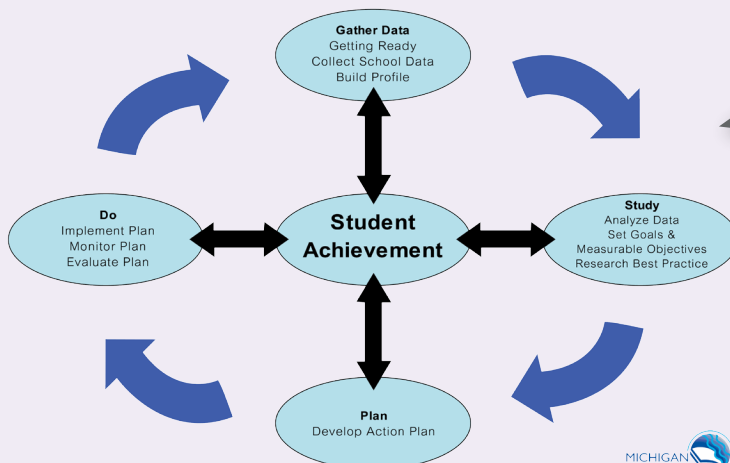 Gather Data
Getting Ready
Collect School Data
Build Profile
Do
Implement Plan
Monitor Plan
Evaluate Plan
Student
Achievement
Study
Analyze Data
Set Goals &
Measurable Objectives
Research Best Practice
Plan
Develop Action Plan
MICHIGAN